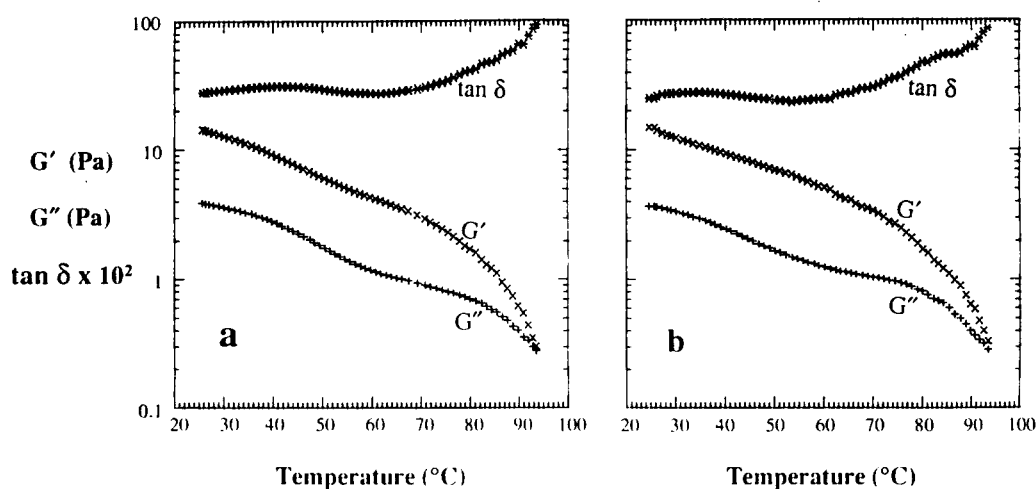 100
10
1
0.1
G′ (Pa)
G″ (Pa)
tan δ x 10²
tan δ
G′
G″
a
20 30 40 50 60 70 80 90 100
Temperature (°C)
tan δ
G′
G″
b
20 30 40 50 60 70 80 90 100
Temperature (°C)